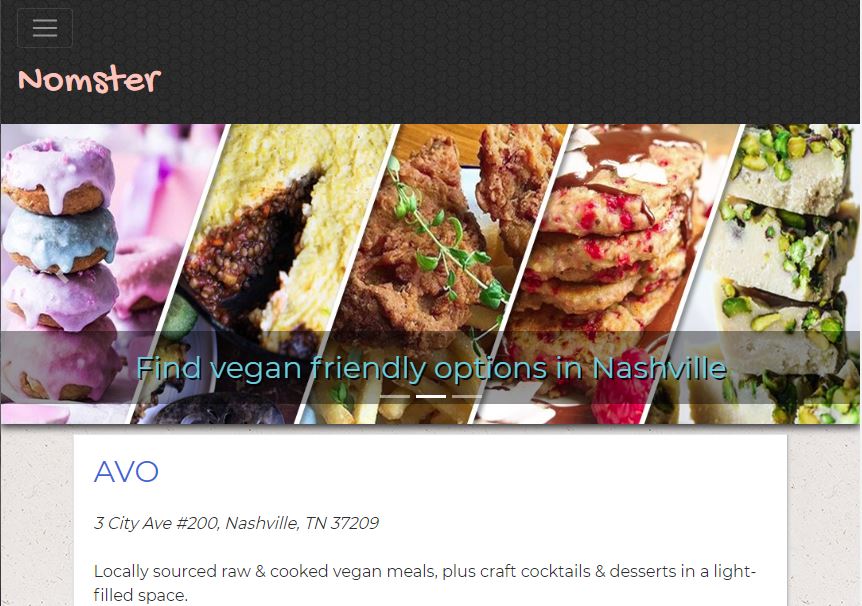 Nomster
Find vegan friendly options in Nashville
AVO
3 City Ave #200, Nashville, TN 37209
Locally sourced raw & cooked vegan meals, plus craft cocktails & desserts in a light-
filled space.